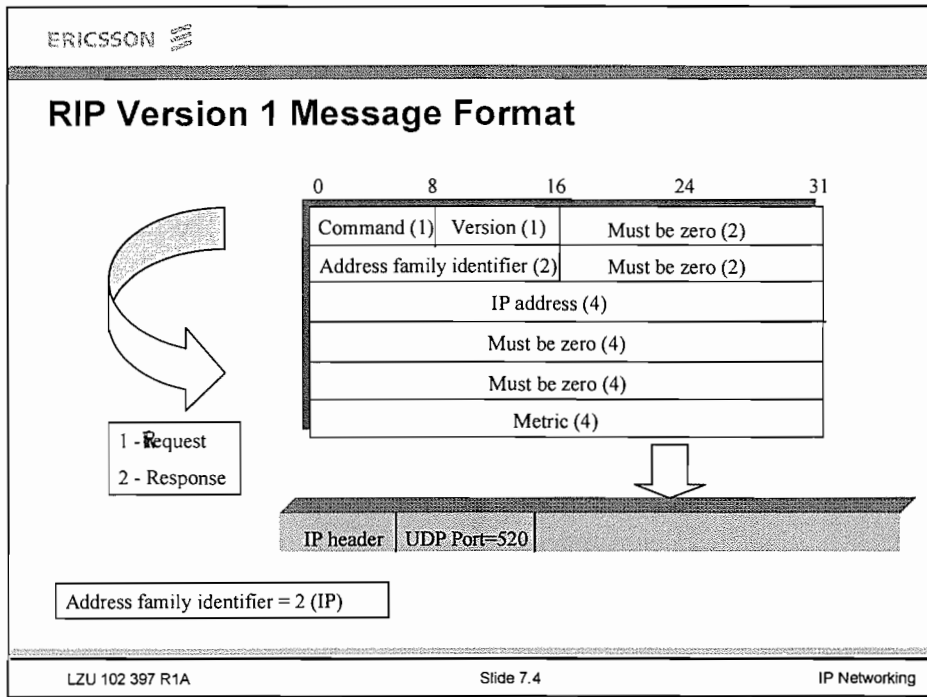 ERICSSON
RIP Version 1 Message Format
0 8 16 24 31
Command (1) Version (1) Must be zero (2)
Address family identifier (2) Must be zero (2)
IP address (4)
Must be zero (4)
Must be zero (4)
Metric (4)
1 - Request
2 - Response
IP header UDP Port=520
Address family identifier = 2 (IP)
LZU 102 397 R1A Slide 7.4 IP Networking